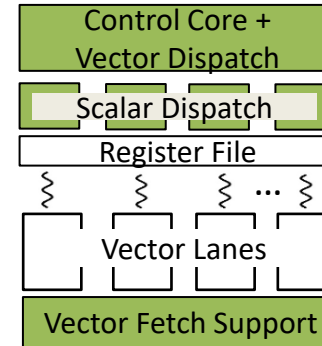 Control Core +
Vector Dispatch
Scalar Dispatch
Register File
...
Vector Lanes
Vector Fetch Support